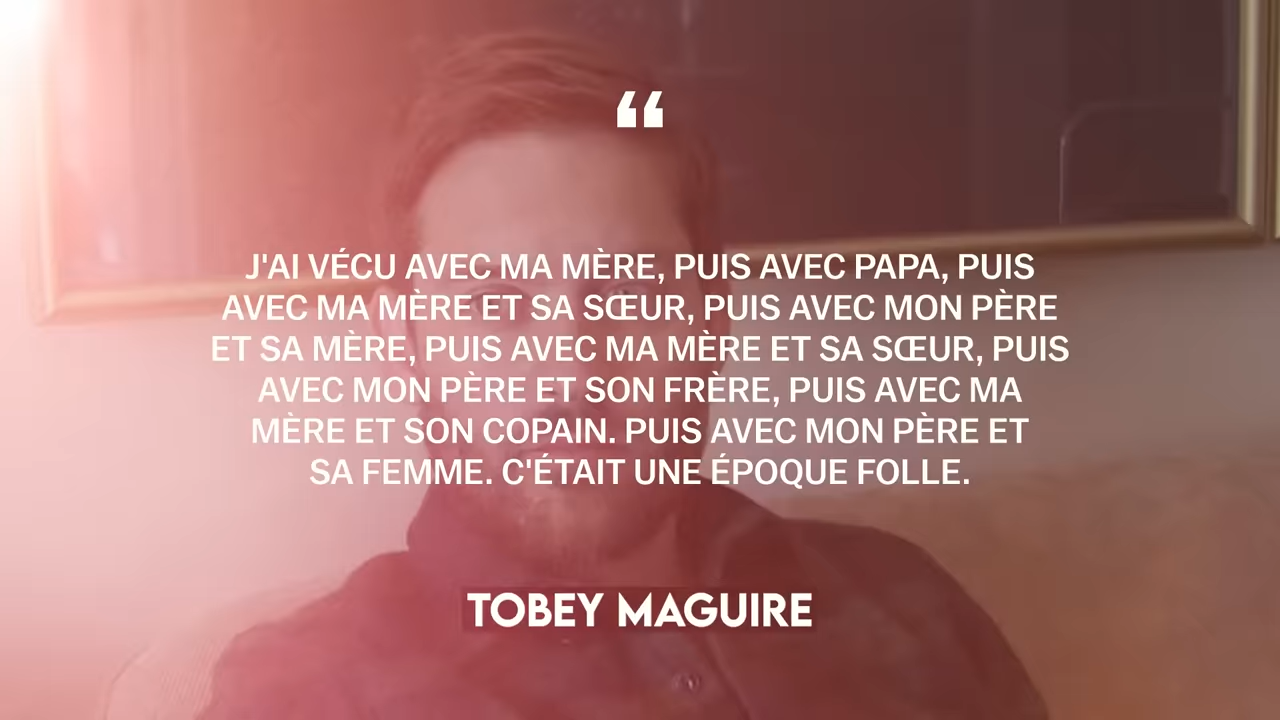 “
J'AI VÉCU AVEC MA MÈRE, PUIS AVEC PAPA, PUIS
AVEC MA MÈRE ET SA SŒUR, PUIS AVEC MON PÈRE
ET SA MÈRE, PUIS AVEC MA MÈRE ET SA SŒUR, PUIS
AVEC MON PÈRE ET SON FRÈRE, PUIS AVEC MA
MÈRE ET SON COPAIN. PUIS AVEC MON PÈRE ET
SA FEMME. C'ÉTAIT UNE ÉPOQUE FOLLE.
TOBEY MAGUIRE